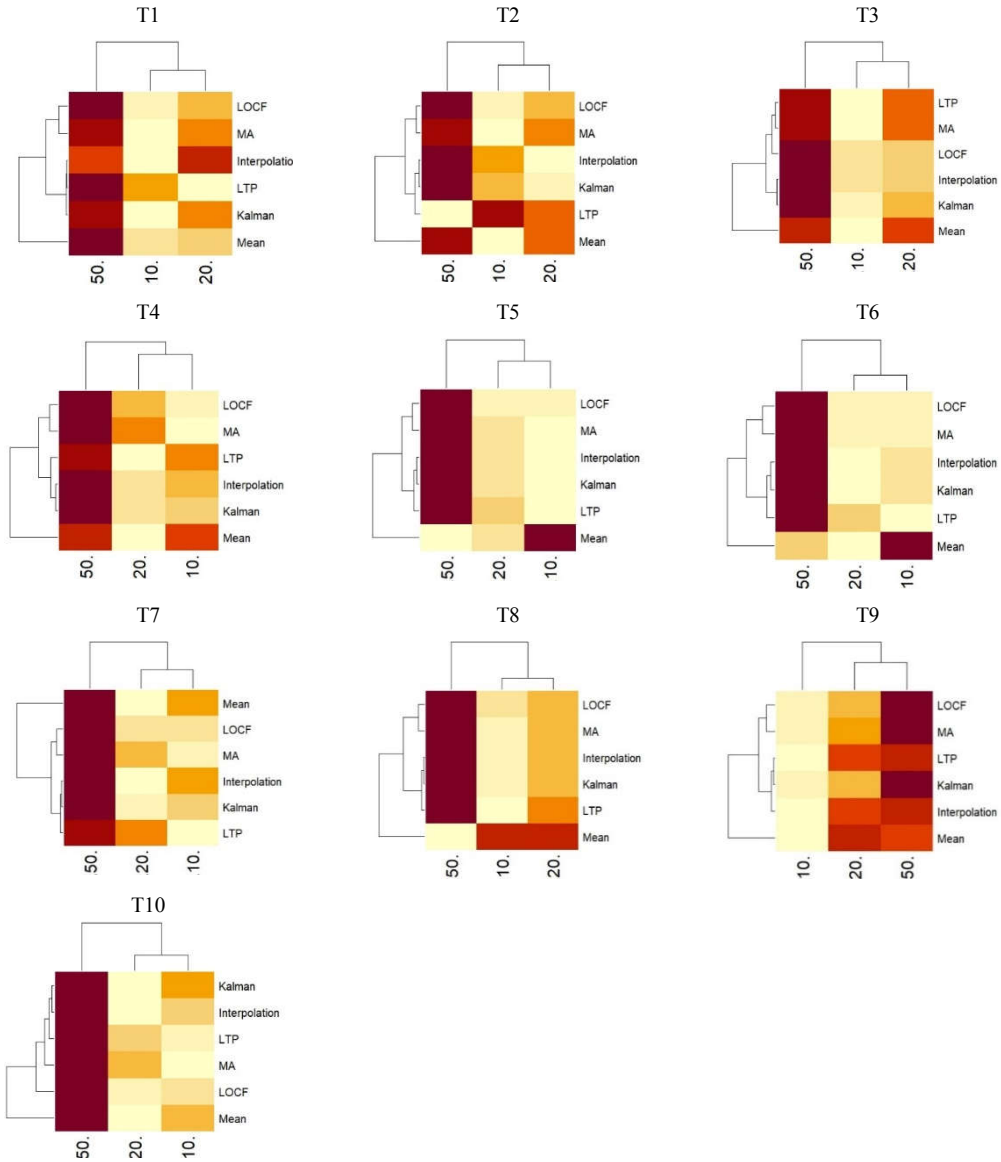 T1
LOCF
MA
Interpolatio
LTP
Kalman
Mean
50. 10. 20.
T2
LOCF
MA
Interpolation
Kalman
LTP
Mean
50. 10. 20.
T3
LTP
MA
LOCF
Interpolation
Kalman
Mean
50. 10. 20.
T4
LOCF
MA
LTP
Interpolation
Kalman
Mean
50. 20. 10.
T5
LOCF
MA
Interpolation
Kalman
LTP
Mean
50. 20. 10.
T6
LOCF
MA
Interpolation
Kalman
LTP
Mean
50. 20. 10.
T7
Mean
LOCF
MA
Interpolation
Kalman
LTP
50. 20. 10.
T8
LOCF
MA
Interpolation
Kalman
LTP
Mean
50. 10. 20.
T9
LOCF
MA
LTP
Kalman
Interpolation
Mean
10. 20. 50.
T10
Kalman
Interpolation
LTP
MA
LOCF
Mean
50. 20. 10.